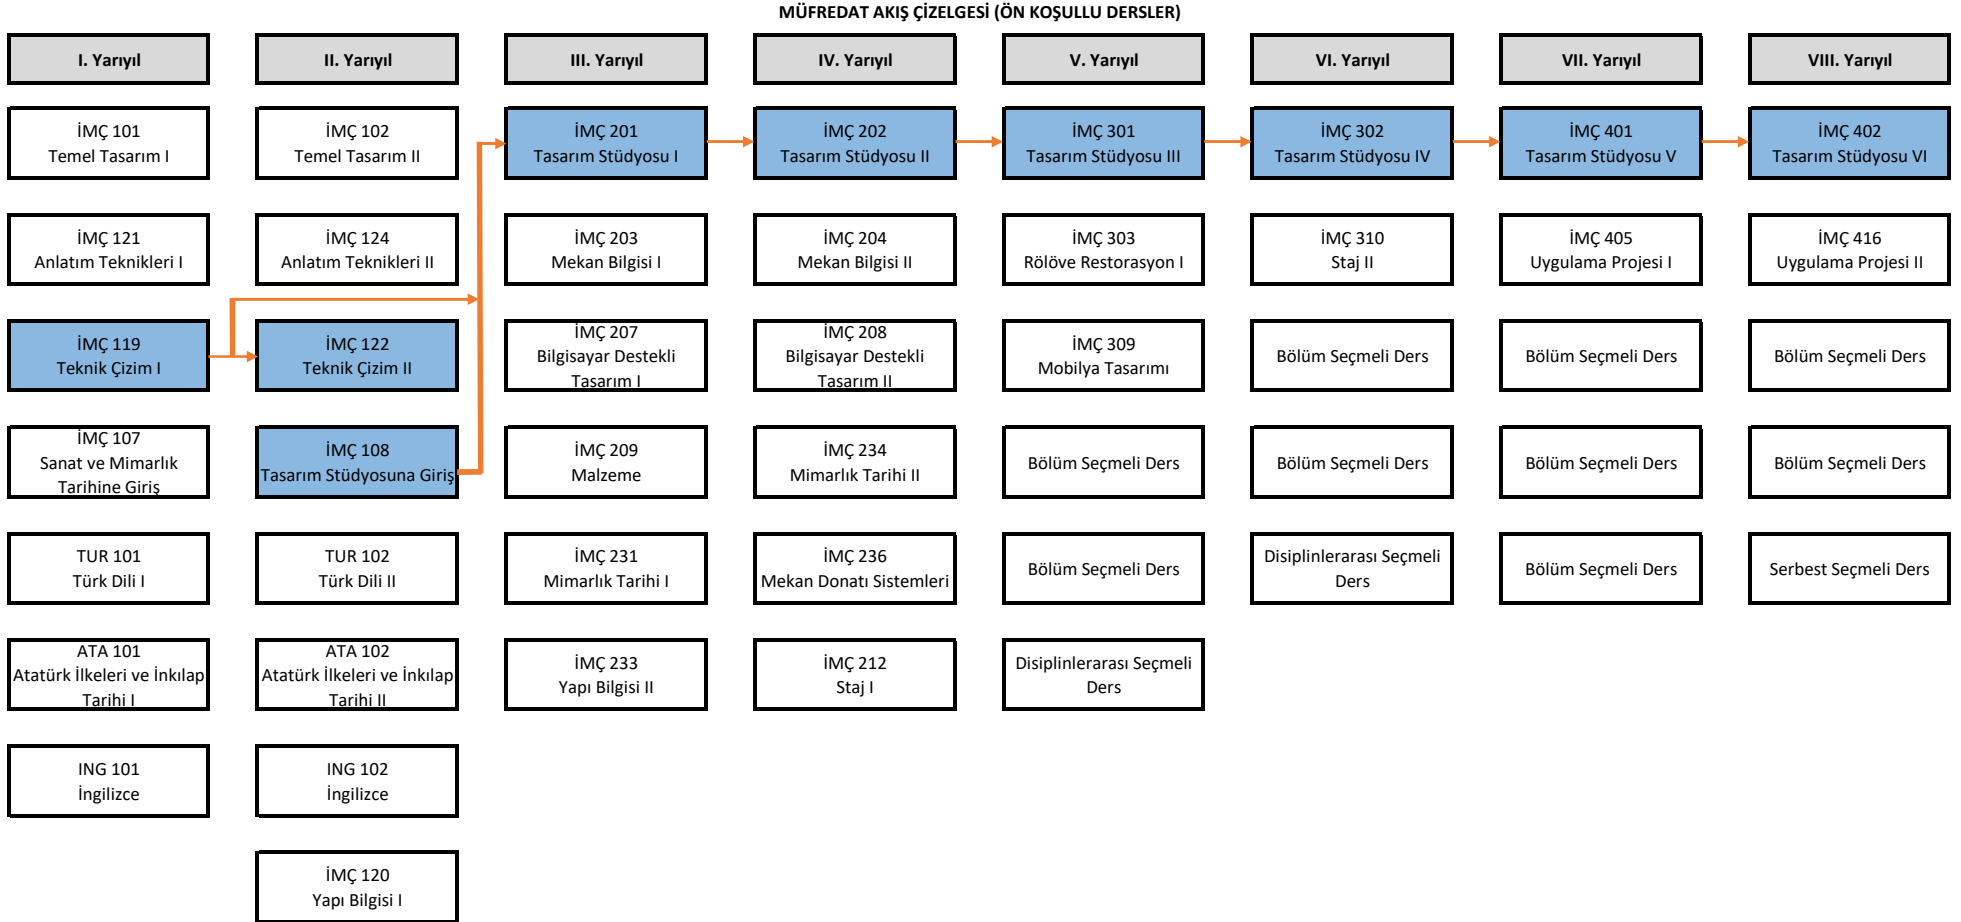 MÜFREDAT AKIŞ ÇİZELGESİ (ÖN KOŞULLU DERSLER)
I. Yarıyıl
II. Yarıyıl
III. Yarıyıl
IV. Yarıyıl
V. Yarıyıl
VI. Yarıyıl
VII. Yarıyıl
VIII. Yarıyıl
İMÇ 101
Temel Tasarım I
İMÇ 102
Temel Tasarım II
İMÇ 201
Tasarım Stüdyosu I
İMÇ 202
Tasarım Stüdyosu II
İMÇ 301
Tasarım Stüdyosu III
İMÇ 302
Tasarım Stüdyosu IV
İMÇ 401
Tasarım Stüdyosu V
İMÇ 402
Tasarım Stüdyosu VI
İMÇ 121
Anlatım Teknikleri I
İMÇ 124
Anlatım Teknikleri II
İMÇ 203
Mekan Bilgisi I
İMÇ 204
Mekan Bilgisi II
İMÇ 303
Rölöve Restorasyon I
İMÇ 310
Staj II
İMÇ 405
Uygulama Projesi I
İMÇ 416
Uygulama Projesi II
İMÇ 119
Teknik Çizim I
İMÇ 122
Teknik Çizim II
İMÇ 207
Bilgisayar Destekli
Tasarım I
İMÇ 208
Bilgisayar Destekli
Tasarım II
İMÇ 309
Mobilya Tasarımı
Bölüm Seçmeli Ders
Bölüm Seçmeli Ders
Bölüm Seçmeli Ders
İMÇ 107
Sanat ve Mimarlık
Tarihine Giriş
İMÇ 108
Tasarım Stüdyosuna Giriş
İMÇ 209
Malzeme
İMÇ 234
Mimarlık Tarihi II
Bölüm Seçmeli Ders
Bölüm Seçmeli Ders
Bölüm Seçmeli Ders
Bölüm Seçmeli Ders
TUR 101
Türk Dili I
TUR 102
Türk Dili II
İMÇ 231
Mimarlık Tarihi I
İMÇ 236
Mekan Donatı Sistemleri
Bölüm Seçmeli Ders
Disiplinlerarası Seçmeli
Ders
Bölüm Seçmeli Ders
Serbest Seçmeli Ders
ATA 101
Atatürk İlkeleri ve İnkılap
Tarihi I
ATA 102
Atatürk İlkeleri ve İnkılap
Tarihi II
İMÇ 233
Yapı Bilgisi II
İMÇ 212
Staj I
Disiplinlerarası Seçmeli
Ders
ING 101
İngilizce
ING 102
İngilizce
İMÇ 120
Yapı Bilgisi I